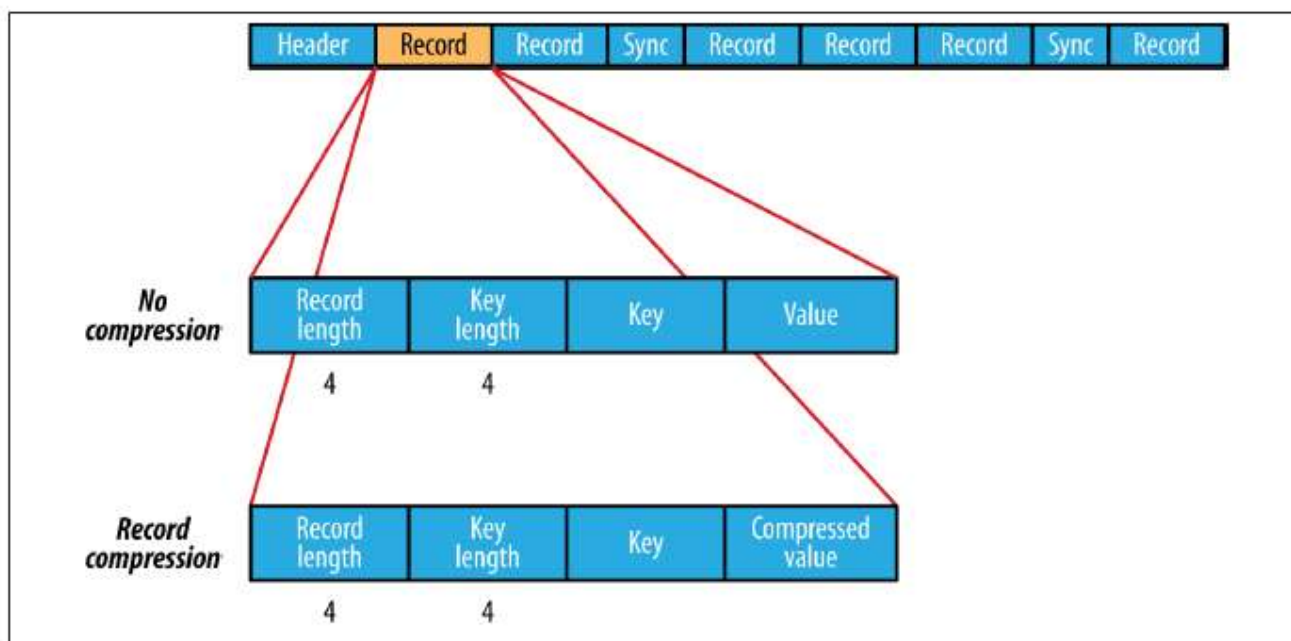 Header Record Record Sync Record Record Record Sync Record
No
compression
Record
length
Key
length
Key
Value
4 4
Record
compression
Record
length
Key
length
Key
Compressed
value
4 4